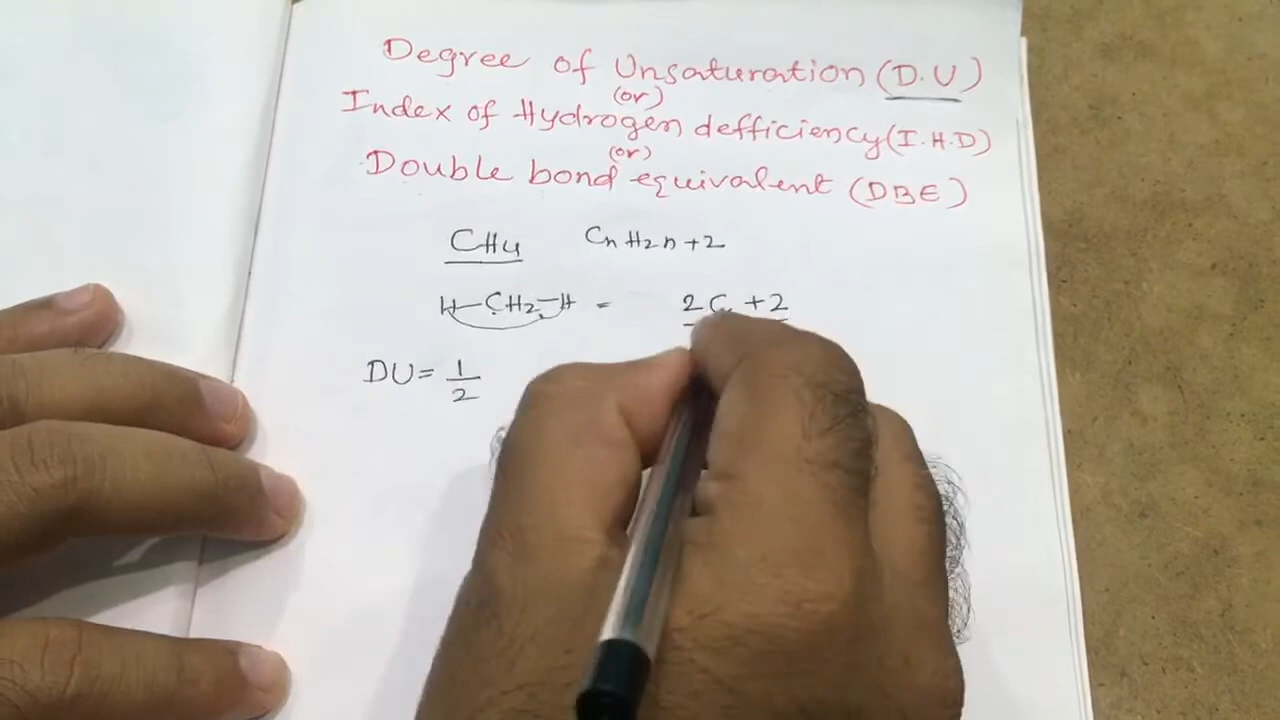 Degree of Unsaturation (D.U)
(or)
Index of Hydrogen defficiency (I.H.D)
(or)
Double bond equivalent (DBE)
CH4 CnH2n+2
H-CH2-H = 2C +2
DU = 1/2